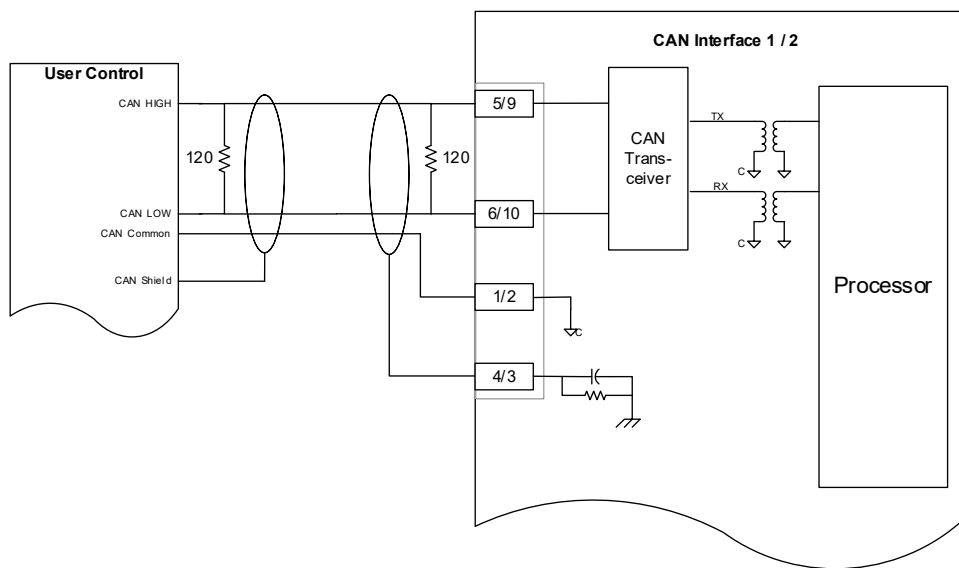 CAN Interface 1 / 2
User Control
CAN HIGH
5/9
120
120
CAN
Trans-
ceiver
TX
C
RX
C
CAN LOW
6/10
CAN Common
CAN Shield
1/2
C
Processor
4/3